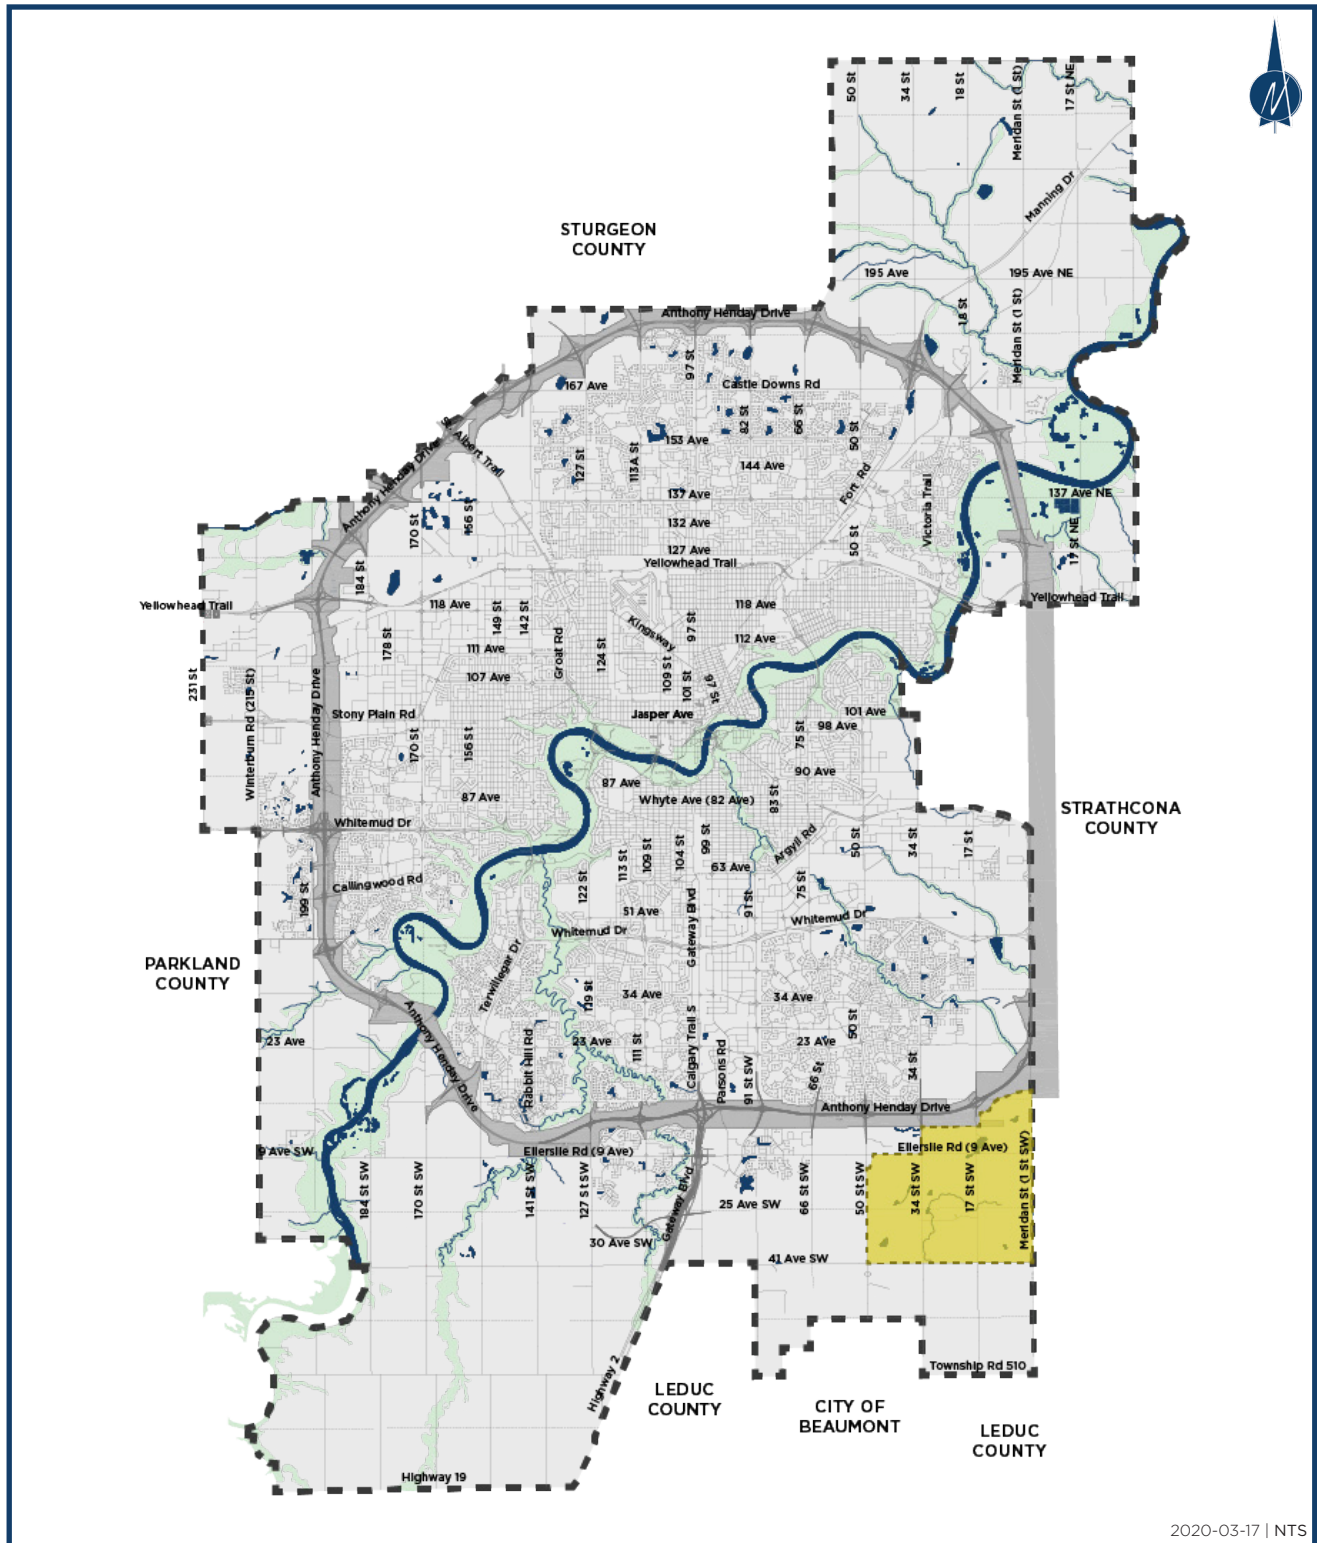 50 St
34 St
18 St
Meridan St (1 St)
17 St NE
Manning Dr
STURGEON
COUNTY
195 Ave
195 Ave NE
18 St
Meridan St (1 St)
Anthony Henday Drive
97 St
167 Ave
Castle Downs Rd
82 St
66 St
50 St
St Albert Trail
153 Ave
127 St
113A St
144 Ave
Fort Rd
Victoria Trail
Anthony Henday Drive
137 Ave
137 Ave NE
170 St
156 St
132 Ave
50 St
17 St NE
127 Ave
Yellowhead Trail
184 St
Yellowhead Trail
118 Ave
118 Ave
Yellowhead Trail
149 St
142 St
Kingsway
97 St
112 Ave
178 St
111 Ave
Groat Rd
124 St
109 St
101 St
97 St
107 Ave
231 St
Winterburn Rd (215 St)
Anthony Henday Drive
Stony Plain Rd
Jasper Ave
101 Ave
98 Ave
75 St
170 St
156 St
90 Ave
87 Ave
87 Ave
Whyte Ave (82 Ave)
83 St
STRATHCONA
COUNTY
Whitemud Dr
Argyll Rd
50 St
34 St
17 St
99 St
104 St
109 St
113 St
122 St
63 Ave
Callingwood Rd
199 St
75 St
91 St
51 Ave
Whitemud Dr
Whitemud Dr
Gateway Blvd
PARKLAND
COUNTY
Terwillegar Dr
119 St
34 Ave
34 Ave
50 St
23 Ave
Anthony Henday Drive
23 Ave
23 Ave
111 St
Rabbit Hill Rd
Calgary Trail S
Parsons Rd
91 St SW
66 St
34 St
Anthony Henday Drive
9 Ave SW
Ellerslie Rd (9 Ave)
Ellerslie Rd (9 Ave)
184 St SW
170 St SW
141 St SW
127 St SW
Gateway Blvd
25 Ave SW
66 St SW
50 St SW
34 St SW
17 St SW
Meridan St (1 St SW)
30 Ave SW
41 Ave SW
Highway 2
Township Rd 510
LEDUC
COUNTY
CITY OF
BEAUMONT
LEDUC
COUNTY
Highway 19
2020-03-17 | NTS